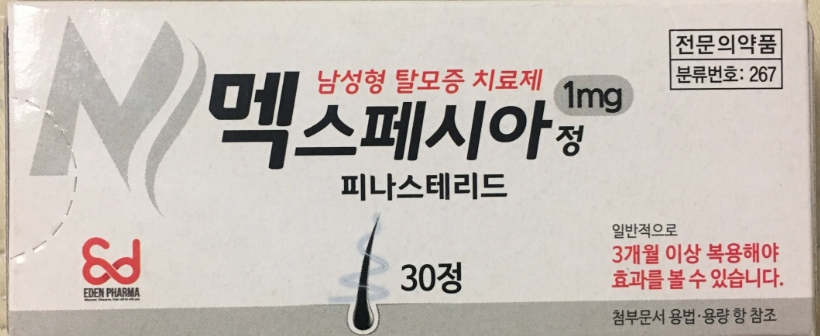 전문의약품
분류번호: 267
남성형 탈모증 치료제
멕스페시아정 1mg
피나스테리드
30정
일반적으로
3개월 이상 복용해야
효과를 볼 수 있습니다.
첨부문서 용법·용량 항 참조
EDEN PHARMA